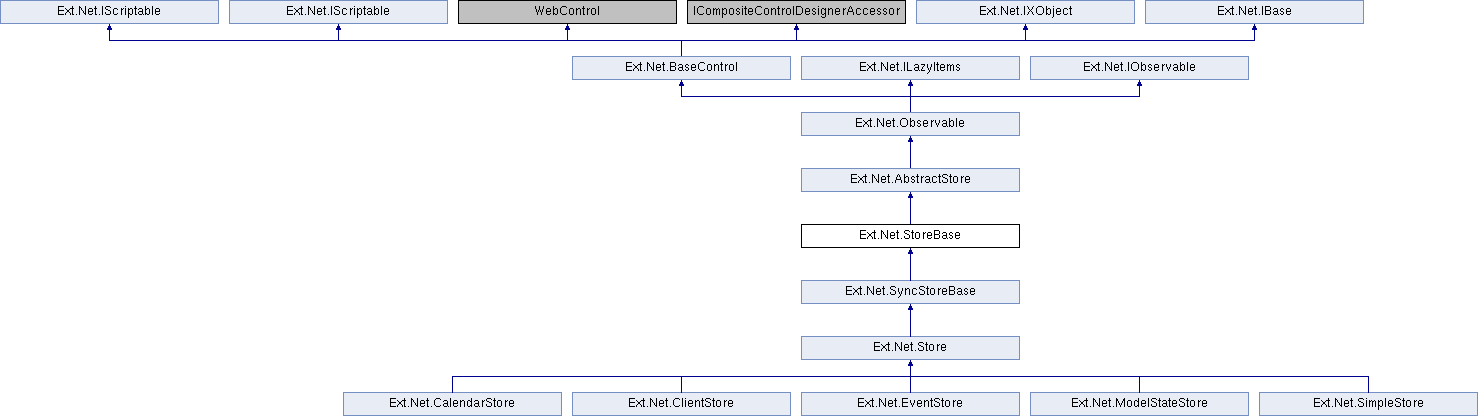 Ext.Net.IScriptable
Ext.Net.IScriptable
WebControl
ICompositeControlDesignerAccessor
Ext.Net.IXObject
Ext.Net.IBase
Ext.Net.BaseControl
Ext.Net.ILazyItems
Ext.Net.IObservable
Ext.Net.Observable
Ext.Net.AbstractStore
Ext.Net.StoreBase
Ext.Net.SyncStoreBase
Ext.Net.Store
Ext.Net.CalendarStore
Ext.Net.ClientStore
Ext.Net.EventStore
Ext.Net.ModelStateStore
Ext.Net.SimpleStore